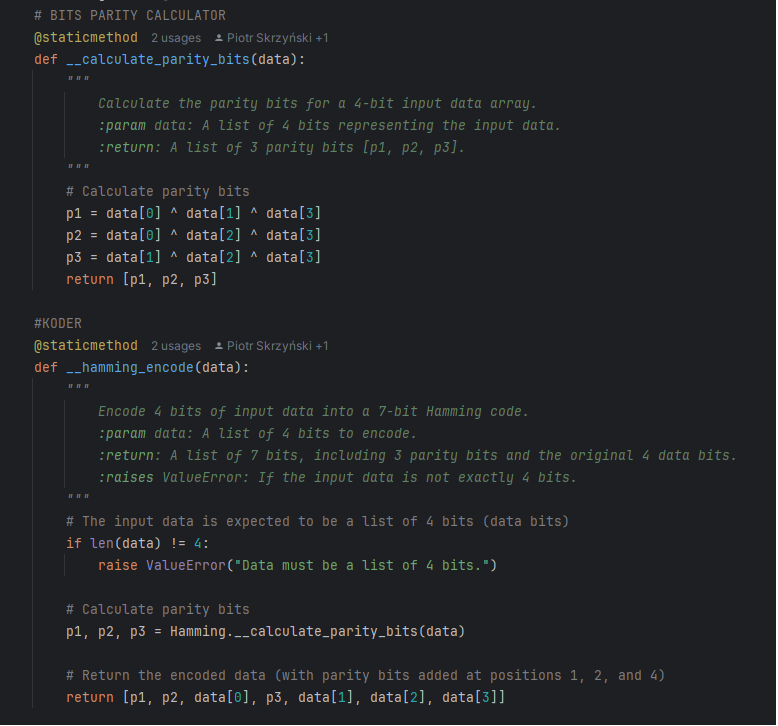 # BITS PARITY CALCULATOR
@staticmethod 2 usages Piotr Skrzyński +1
def __calculate_parity_bits(data):
"""
Calculate the parity bits for a 4-bit input data array.
:param data: A list of 4 bits representing the input data.
:return: A list of 3 parity bits [p1, p2, p3].
"""
# Calculate parity bits
p1 = data[0] ^ data[1] ^ data[3]
p2 = data[0] ^ data[2] ^ data[3]
p3 = data[1] ^ data[2] ^ data[3]
return [p1, p2, p3]
#KODER
@staticmethod 2 usages Piotr Skrzyński +1
def __hamming_encode(data):
"""
Encode 4 bits of input data into a 7-bit Hamming code.
:param data: A list of 4 bits to encode.
:return: A list of 7 bits, including 3 parity bits and the original 4 data bits.
:raises ValueError: If the input data is not exactly 4 bits.
"""
# The input data is expected to be a list of 4 bits (data bits)
if len(data) != 4:
raise ValueError("Data must be a list of 4 bits.")
# Calculate parity bits
p1, p2, p3 = Hamming.__calculate_parity_bits(data)
# Return the encoded data (with parity bits added at positions 1, 2, and 4)
return [p1, p2, data[0], p3, data[1], data[2], data[3]]